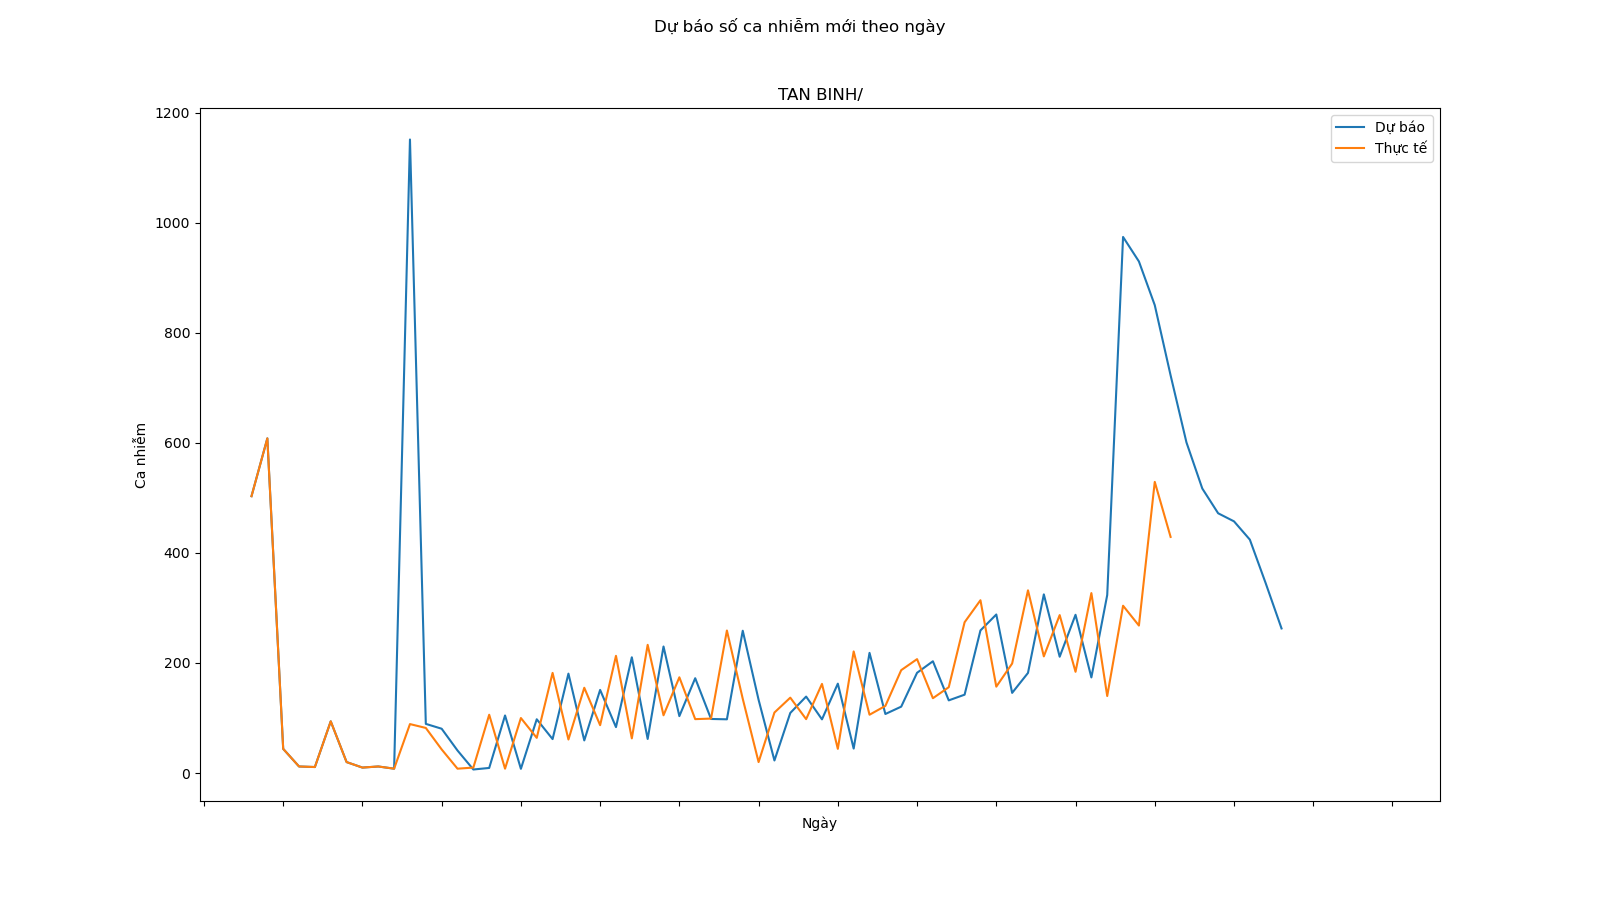 Dự báo số ca nhiễm mới theo ngày
TAN BINH/
1200
1000
800
600
400
200
0
Ca nhiễm
Dự báo
Thực tế
Ngày